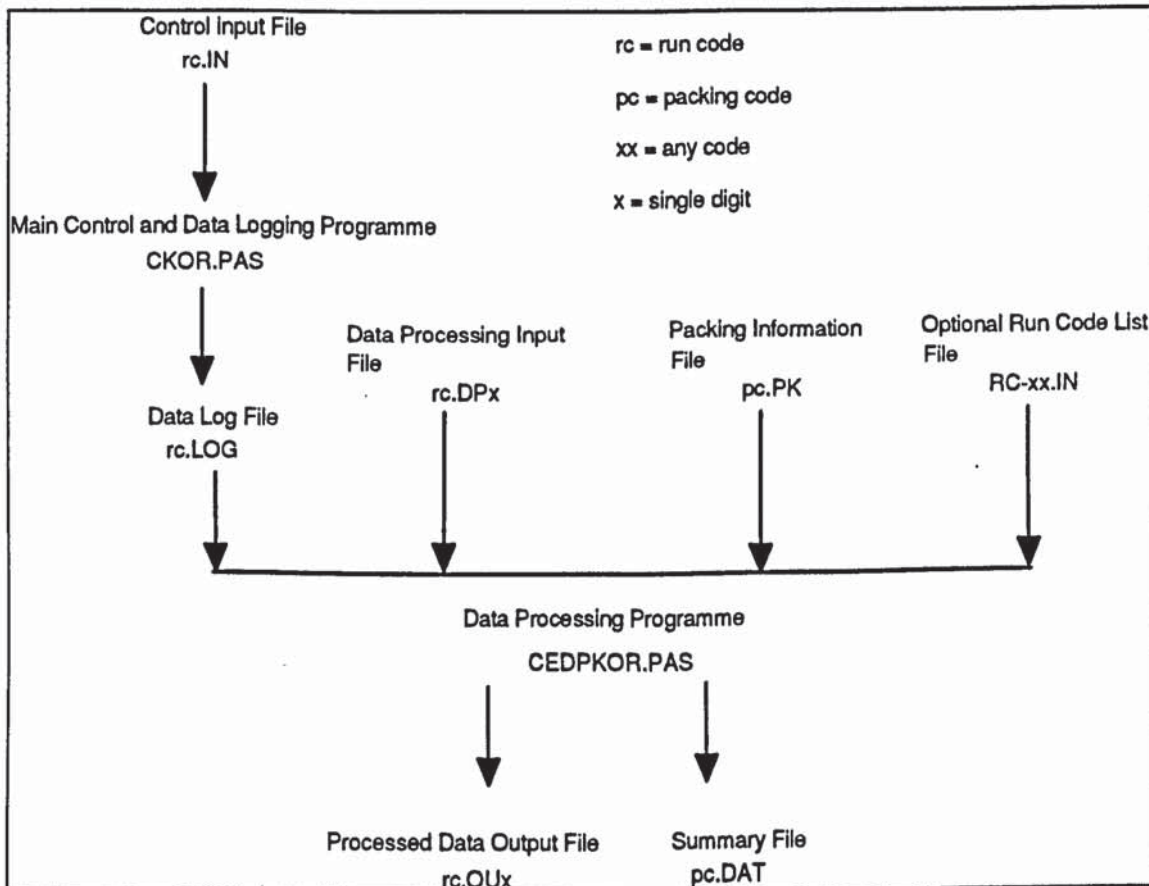 Control input File
rc.IN
rc = run code
pc = packing code
xx = any code
x = single digit
Main Control and Data Logging Programme
CKOR.PAS
Data Processing Input
File
rc.DPx
Packing Information
File
pc.PK
Optional Run Code List
File
RC-xx.IN
Data Log File
rc.LOG
Data Processing Programme
CEDPKOR.PAS
Processed Data Output File
rc.OUx
Summary File
pc.DAT